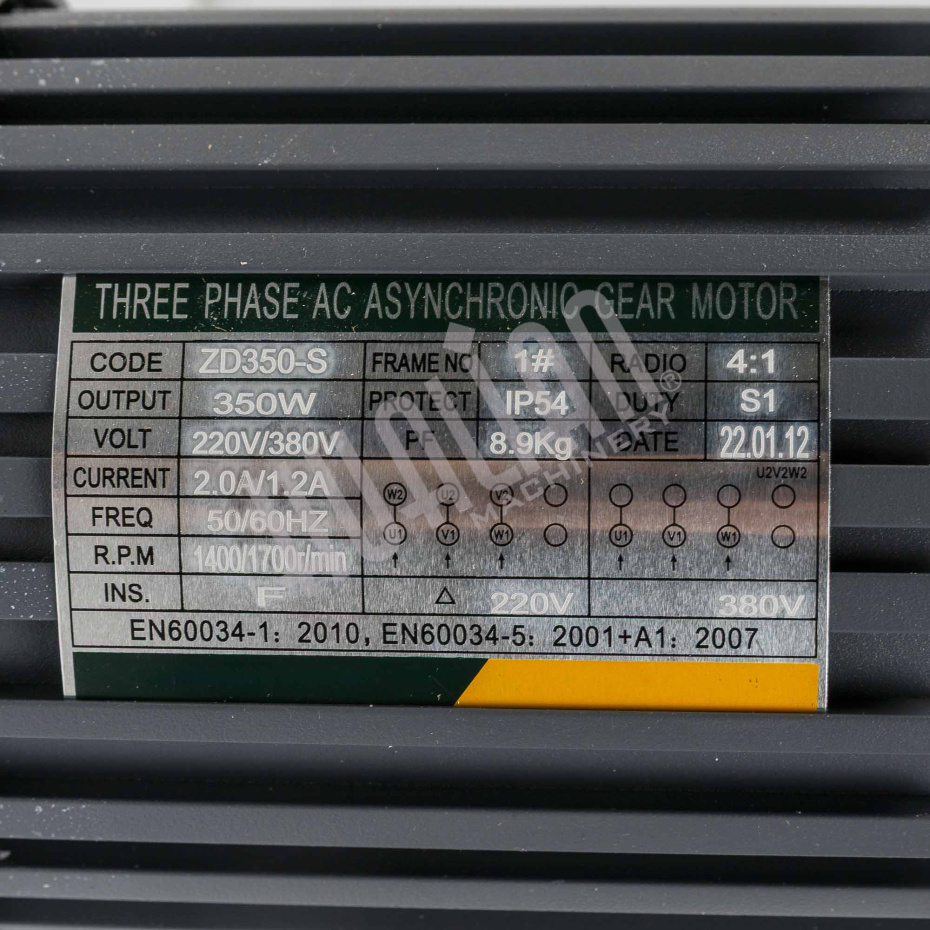 THREE PHASE AC ASYNCHRONIC GEAR MOTOR
CODE ZD350-S FRAME NO 1# RADIO 4:1
OUTPUT 350W PROTECT IP54 DUTY S1
VOLT 220V/380V PF 8.9Kg DATE 22.01.12
CURRENT 2.0A/1.2A
U2V2W2
W2 U2 V2
FREQ 50/60HZ
U1 V1 W1 U1 V1 W1
R.P.M 1400/1700r/min
INS. F △ 220V 380V
EN60034-1: 2010, EN60034-5: 2001+A1: 2007
MACHINERY
®